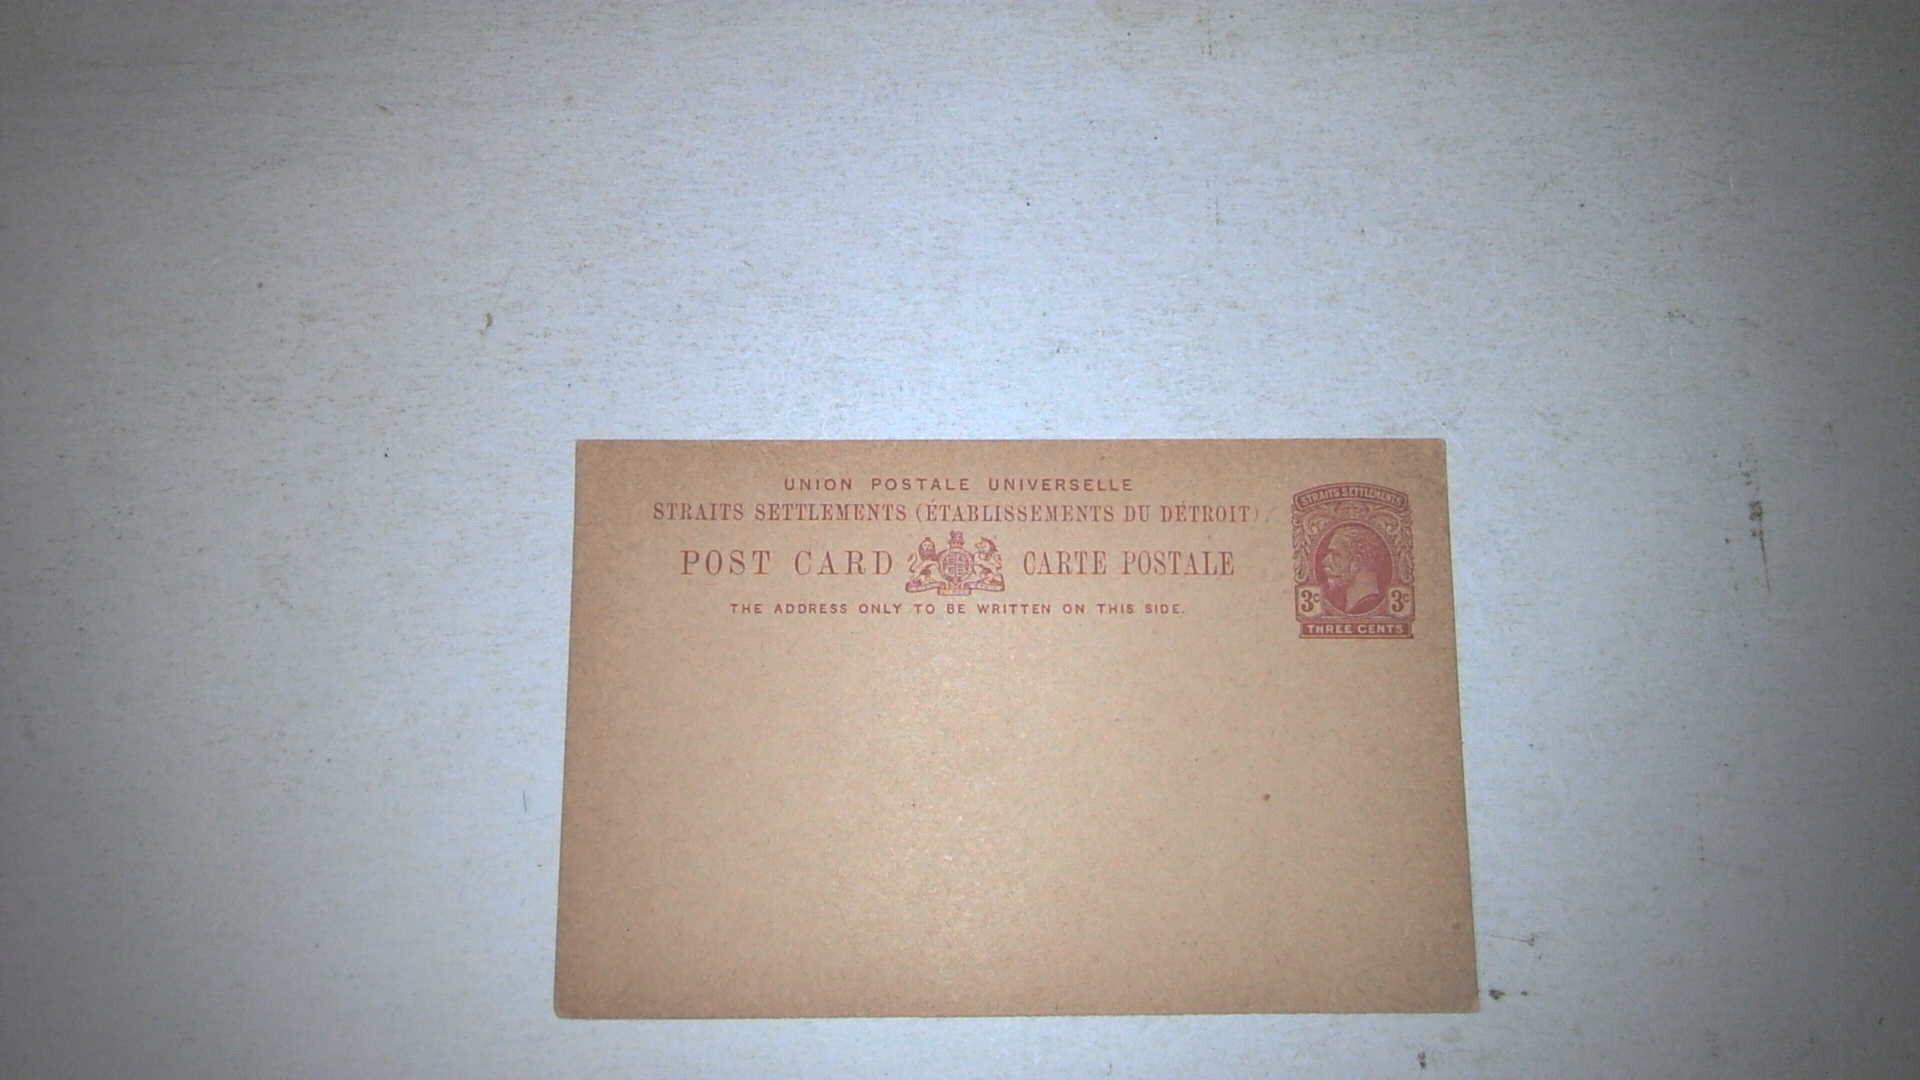 UNION POSTALE UNIVERSELLE
STRAITS SETTLEMENTS (ÉTABLISSEMENTS DU DÉTROIT)
POST CARD CARTE POSTALE
THE ADDRESS ONLY TO BE WRITTEN ON THIS SIDE.
STRAITS SETTLEMENTS
3c 3c
THREE CENTS